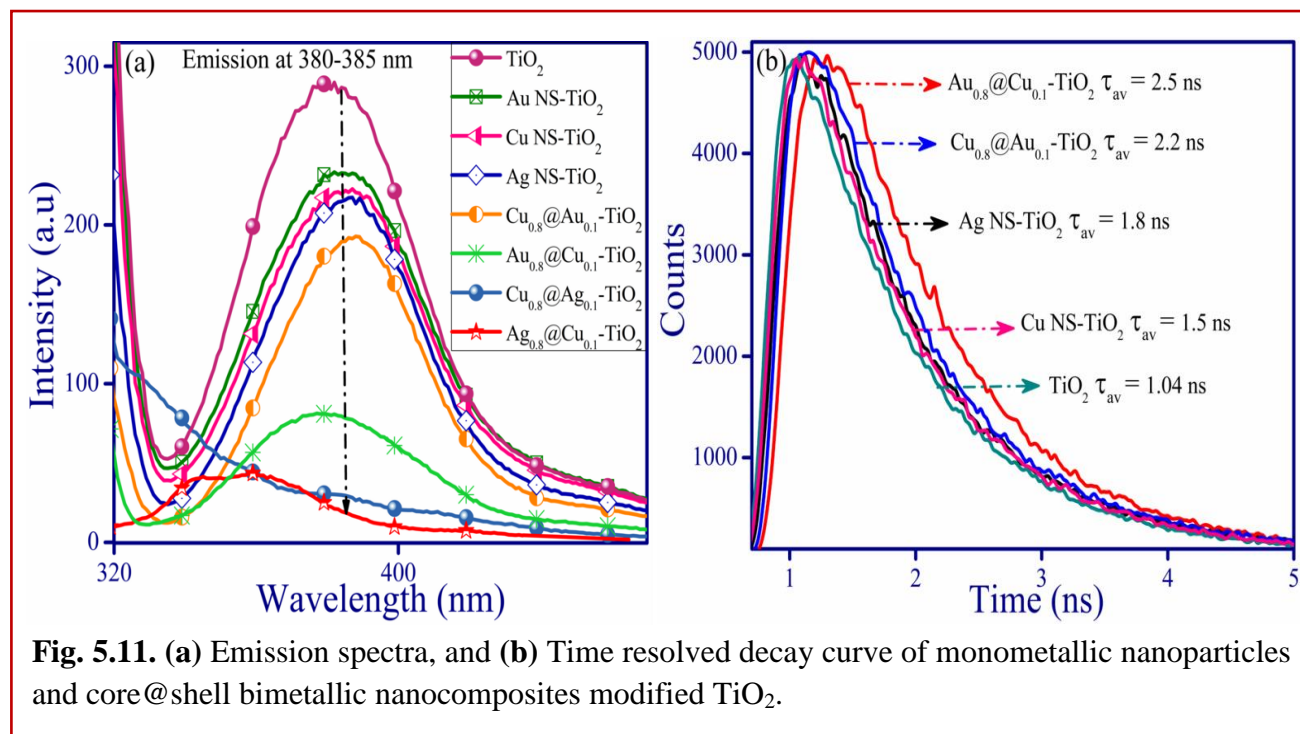 (a) Emission at 380-385 nm
TiO₂
Au NS-TiO₂
Cu NS-TiO₂
Ag NS-TiO₂
Cu₀.₈@Au₀.₁-TiO₂
Au₀.₈@Cu₀.₁-TiO₂
Cu₀.₈@Ag₀.₁-TiO₂
Ag₀.₈@Cu₀.₁-TiO₂
300
200
100
0
Intensity (a.u)
320
400
Wavelength (nm)
(b)
Au₀.₈@Cu₀.₁-TiO₂ τav = 2.5 ns
Cu₀.₈@Au₀.₁-TiO₂ τav = 2.2 ns
Ag NS-TiO₂ τav = 1.8 ns
Cu NS-TiO₂ τav = 1.5 ns
TiO₂ τav = 1.04 ns
5000
4000
3000
2000
1000
Counts
1
2
3
4
5
Time (ns)
Fig. 5.11. (a) Emission spectra, and (b) Time resolved decay curve of monometallic nanoparticles
and core@shell bimetallic nanocomposites modified TiO₂.